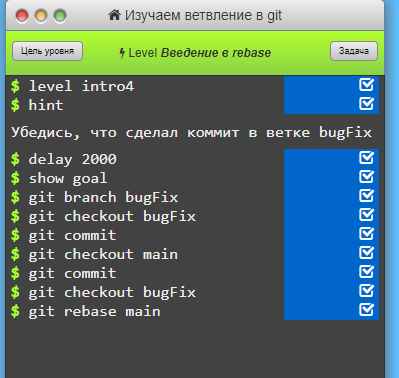 Изучаем ветвление в git
Цель уровня
Level Введение в rebase
Задача
$ level intro4
$ hint
Убедись, что сделал коммит в ветке bugFix
$ delay 2000
$ show goal
$ git branch bugFix
$ git checkout bugFix
$ git commit
$ git checkout main
$ git commit
$ git checkout bugFix
$ git rebase main